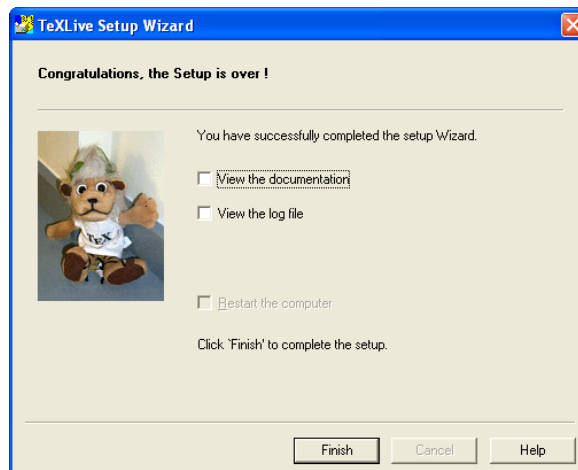 TeXLive Setup Wizard
Congratulations, the Setup is over !
You have successfully completed the setup Wizard.
View the documentation
View the log file
TeX
Restart the computer
Click `Finish' to complete the setup.
Finish
Cancel
Help